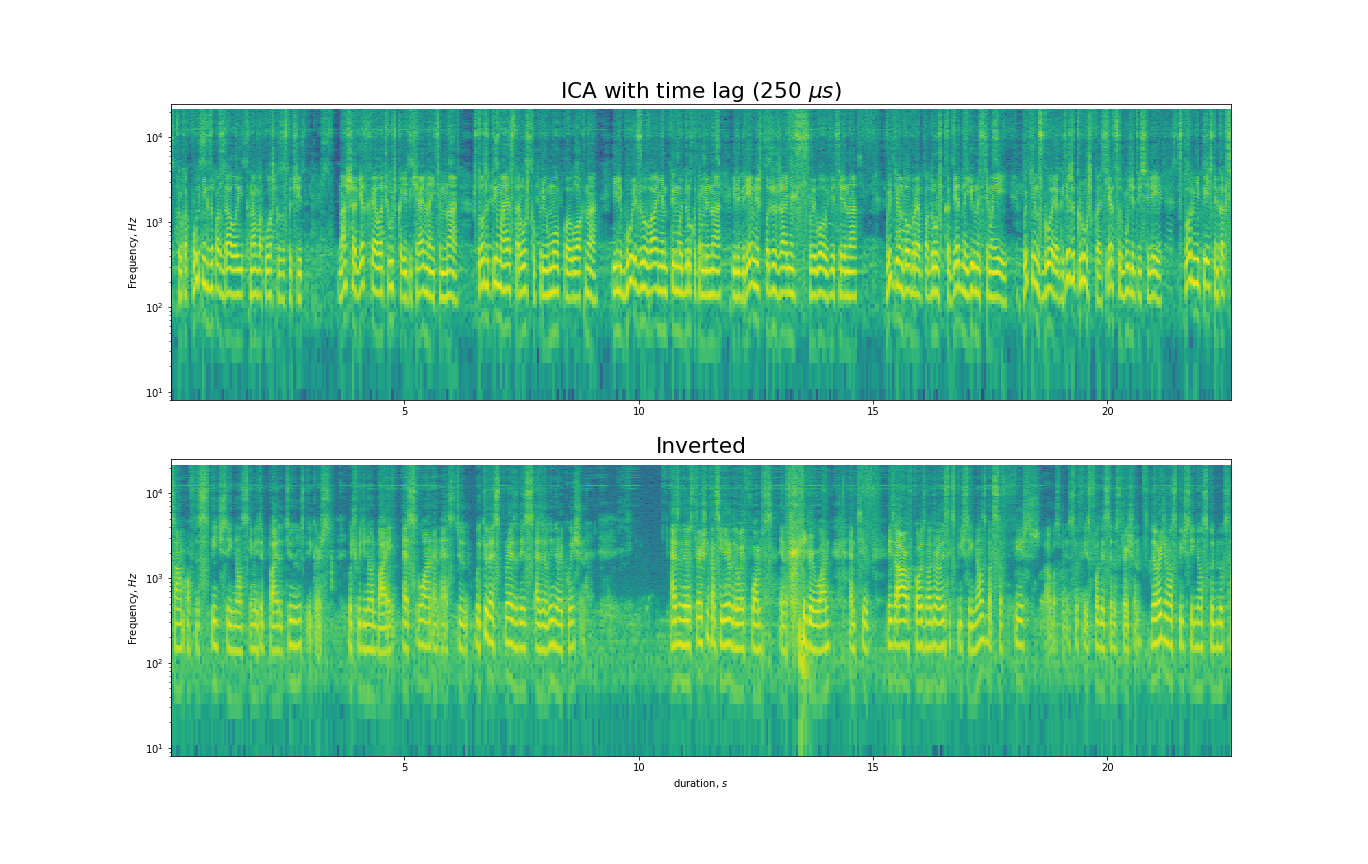 ICA with time lag (250 μs)
Frequency, Hz
10⁴
10³
10²
10¹
5 10 15 20
Inverted
Frequency, Hz
10⁴
10³
10²
10¹
5 10 15 20
duration, s